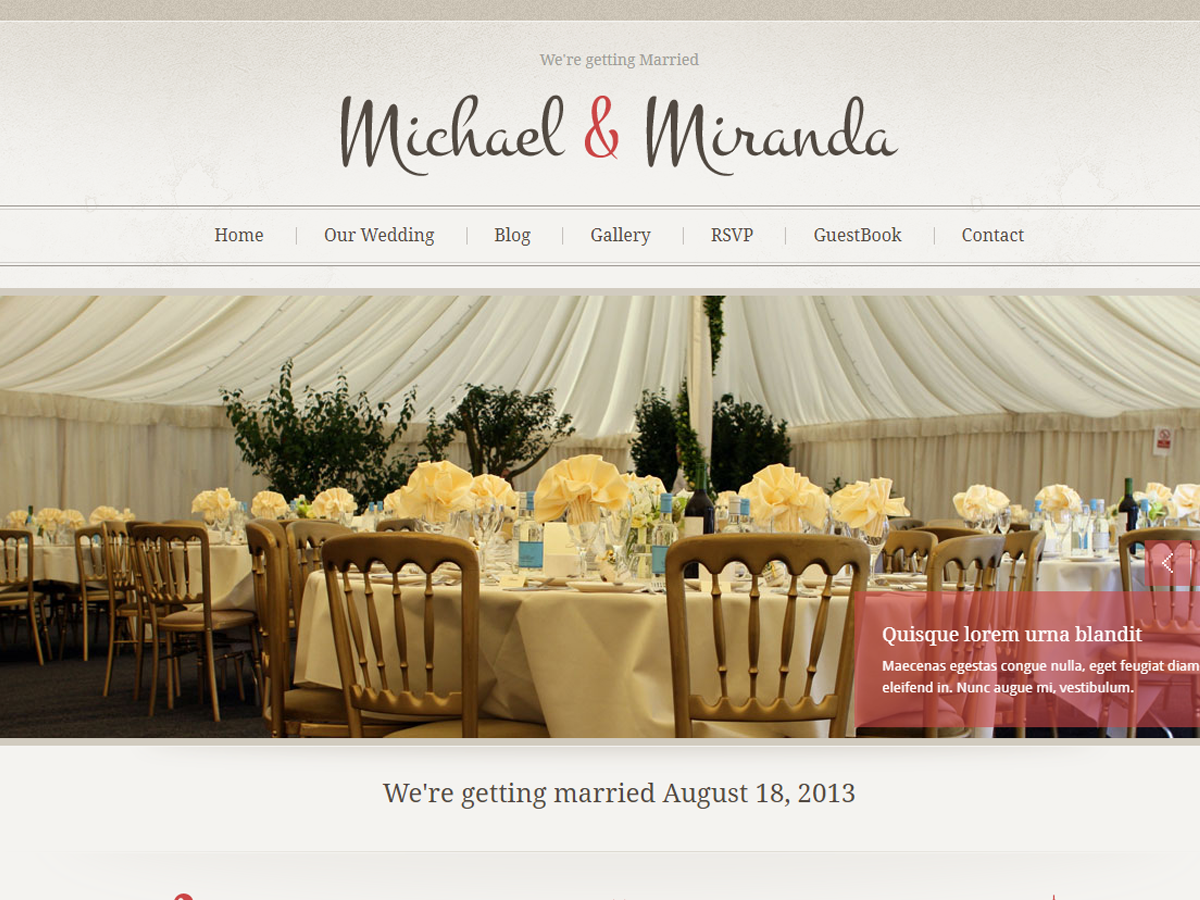 We're getting Married
Michael & Miranda
Home
Our Wedding
Blog
Gallery
RSVP
GuestBook
Contact
Quisque lorem urna blandit
Maecenas egestas congue nulla, eget feugiat diam
eleifend in. Nunc augue mi, vestibulum.
We're getting married August 18, 2013